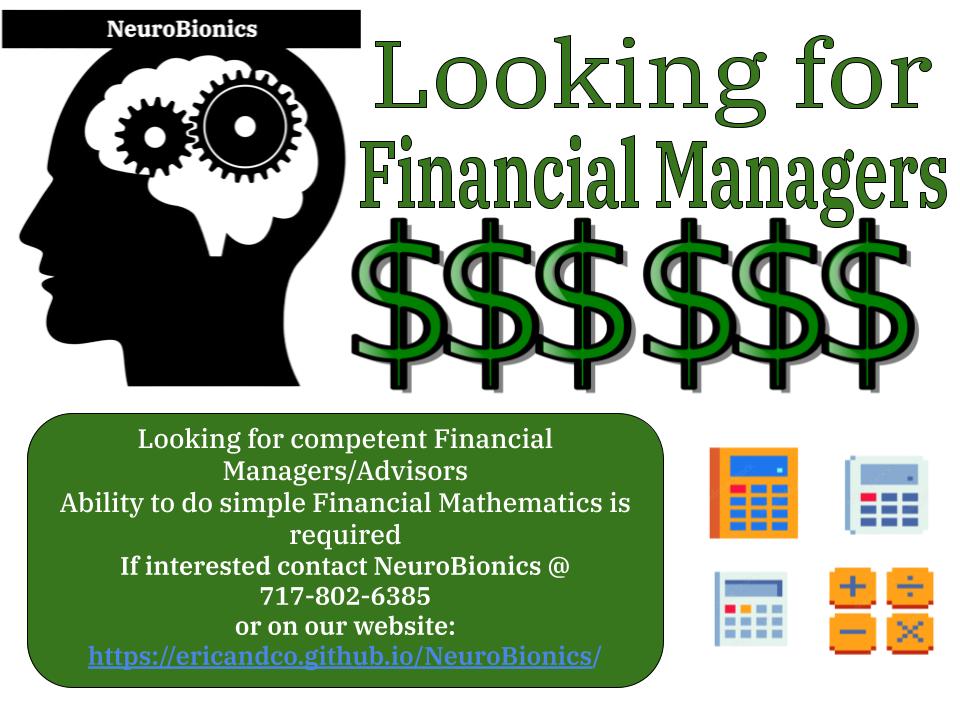 NeuroBionics
Looking for
Financial Managers
$$$ $$$
Looking for competent Financial
Managers/Advisors
Ability to do simple Financial Mathematics is
required
If interested contact NeuroBionics @
717-802-6385
or on our website:
https://ericandco.github.io/NeuroBionics/